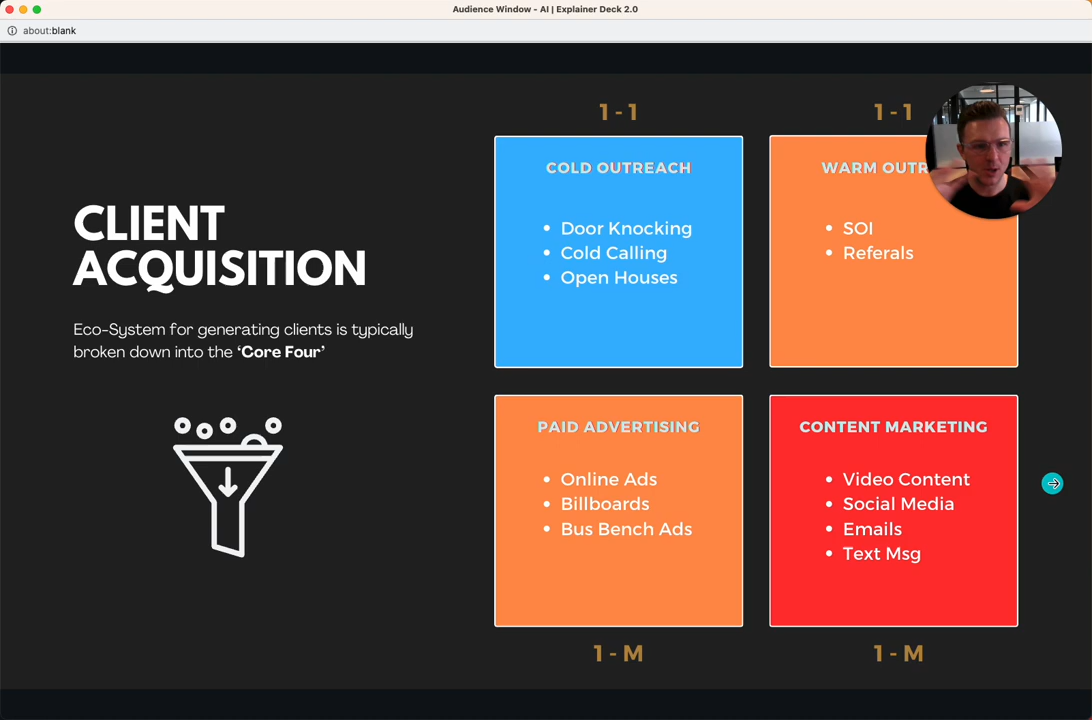 Audience Window - AI | Explainer Deck 2.0
about:blank
CLIENT
ACQUISITION
Eco-System for generating clients is typically
broken down into the ‘Core Four’
1 - 1
COLD OUTREACH
• Door Knocking
• Cold Calling
• Open Houses
1 - 1
WARM
• SOI
• Referals
PAID ADVERTISING
• Online Ads
• Billboards
• Bus Bench Ads
1 - M
CONTENT MARKETING
• Video Content
• Social Media
• Emails
• Text Msg
1 - M